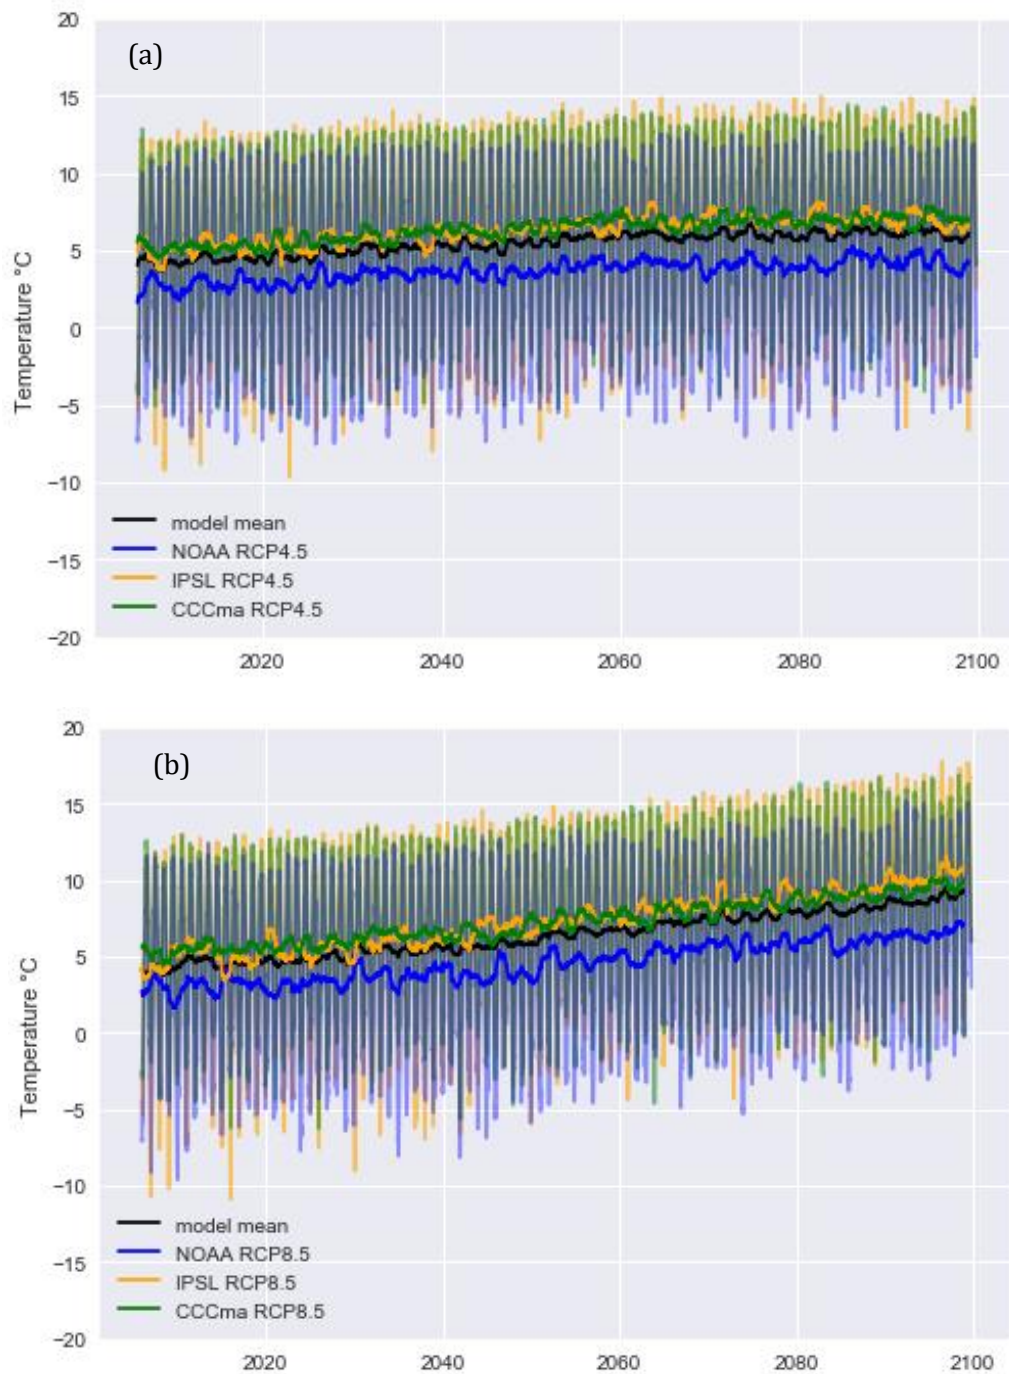 20
(a)
15
10
5
0
−5
−10
−15
−20
Temperature °C
model mean
NOAA RCP4.5
IPSL RCP4.5
CCCma RCP4.5
2020 2040 2060 2080 2100
20
(b)
15
10
5
0
−5
−10
−15
−20
Temperature °C
model mean
NOAA RCP8.5
IPSL RCP8.5
CCCma RCP8.5
2020 2040 2060 2080 2100